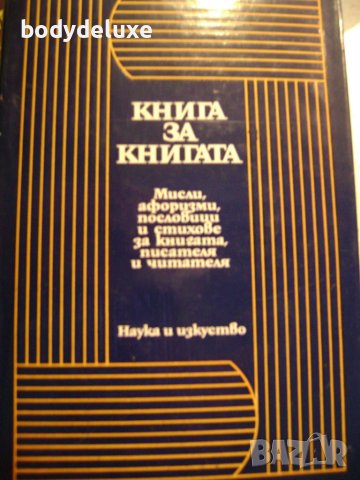 bodydeluxe
КНИГА
ЗА
КНИГАТА
Мисли,
афоризми,
пословици
и стихове
за книгата,
писателя
и читателя
Наука и изкуство
BAZAR